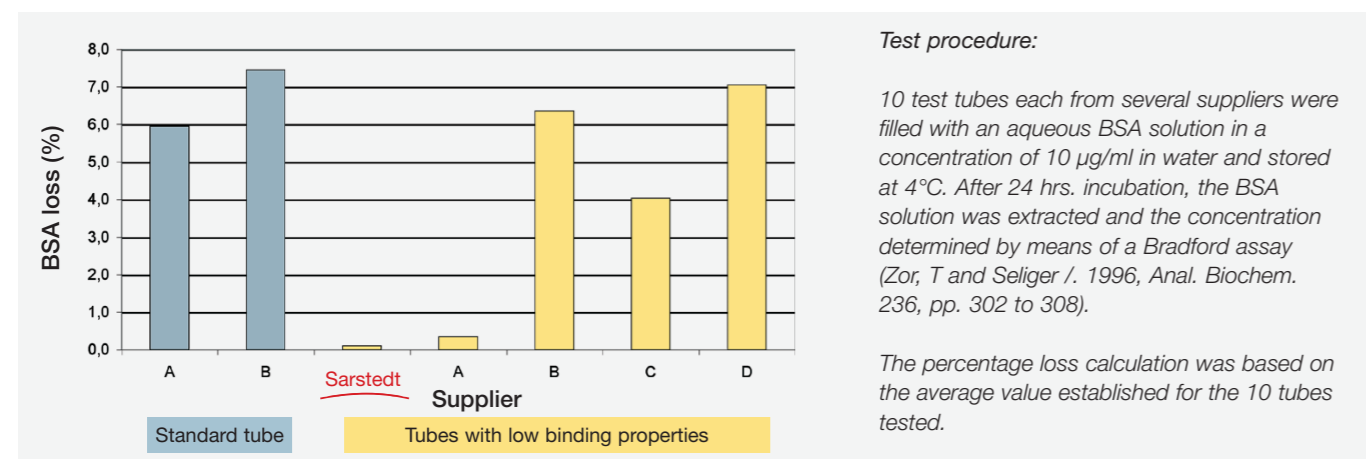 8,0
7,0
6,0
5,0
4,0
3,0
2,0
1,0
0,0
BSA loss (%)
A
B
Sarstedt
A
B
C
D
Supplier
Standard tube
Tubes with low binding properties
Test procedure:
10 test tubes each from several suppliers were
filled with an aqueous BSA solution in a
concentration of 10 µg/ml in water and stored
at 4°C. After 24 hrs. incubation, the BSA
solution was extracted and the concentration
determined by means of a Bradford assay
(Zor, T and Seliger /. 1996, Anal. Biochem.
236, pp. 302 to 308).
The percentage loss calculation was based on
the average value established for the 10 tubes
tested.